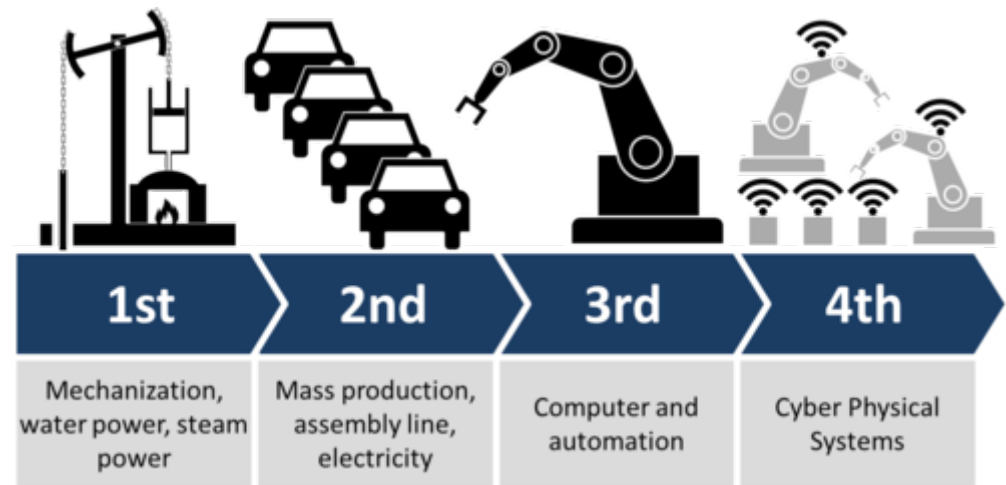 1st
2nd
3rd
4th
Mechanization,
water power, steam
power
Mass production,
assembly line,
electricity
Computer and
automation
Cyber Physical
Systems